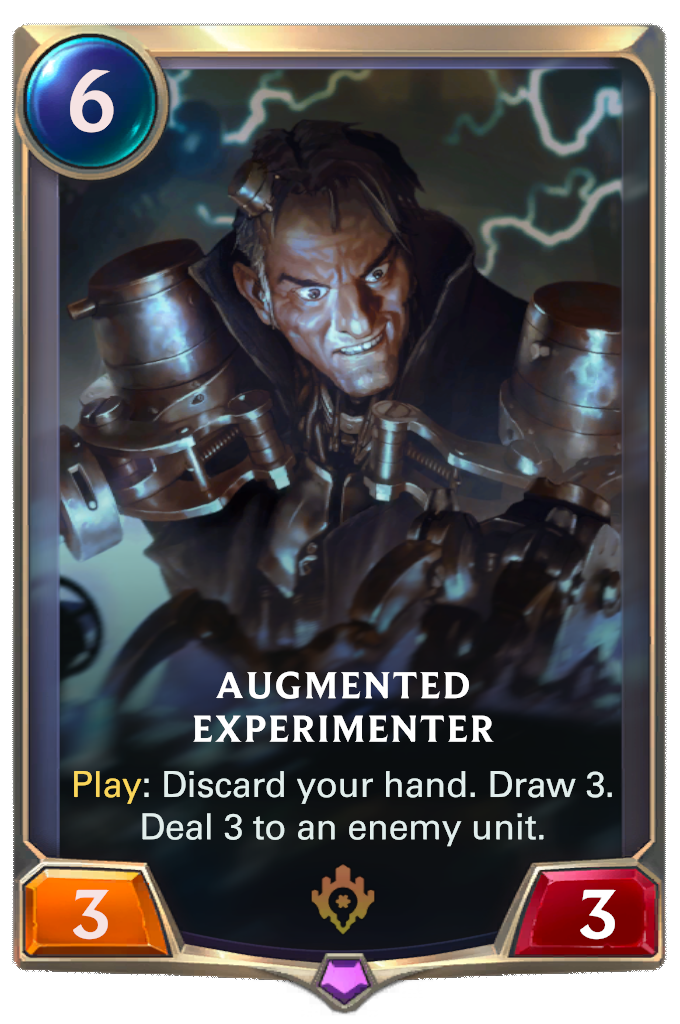 6
AUGMENTED
EXPERIMENTER
Play: Discard your hand. Draw 3.
Deal 3 to an enemy unit.
3 3